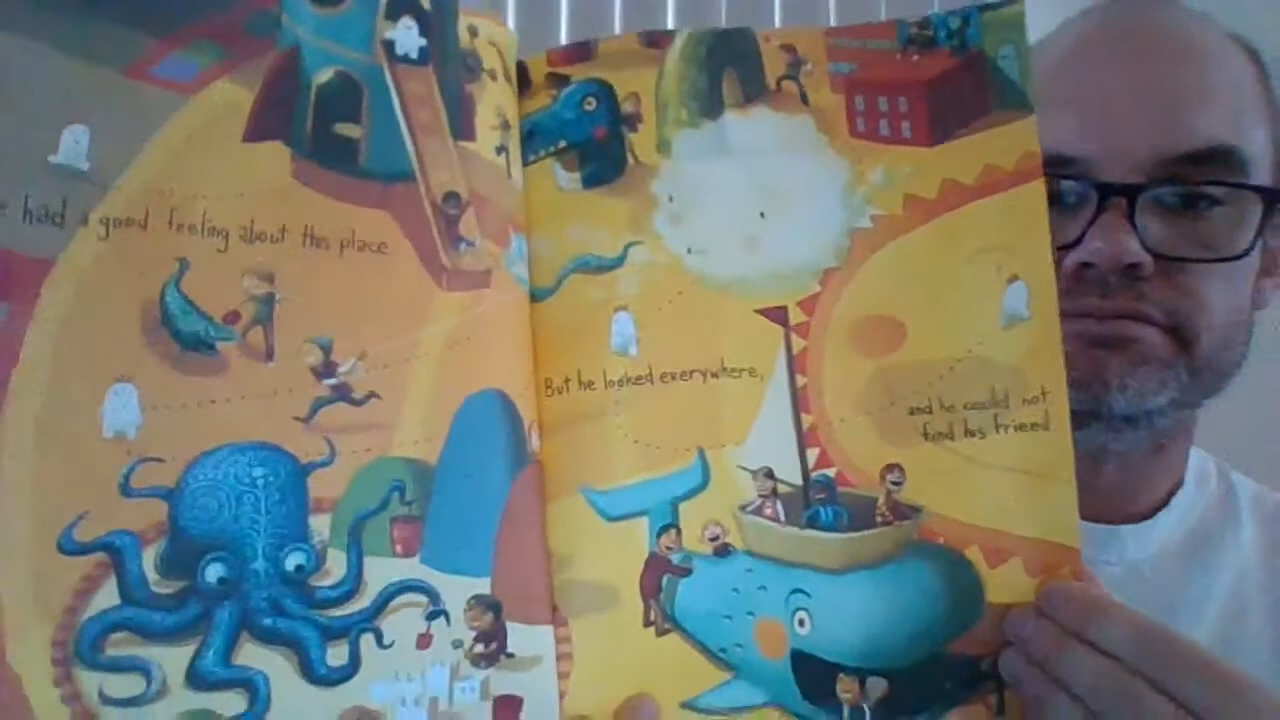 had a good feeling about this place
But he looked everywhere,
and he could not
find his friend